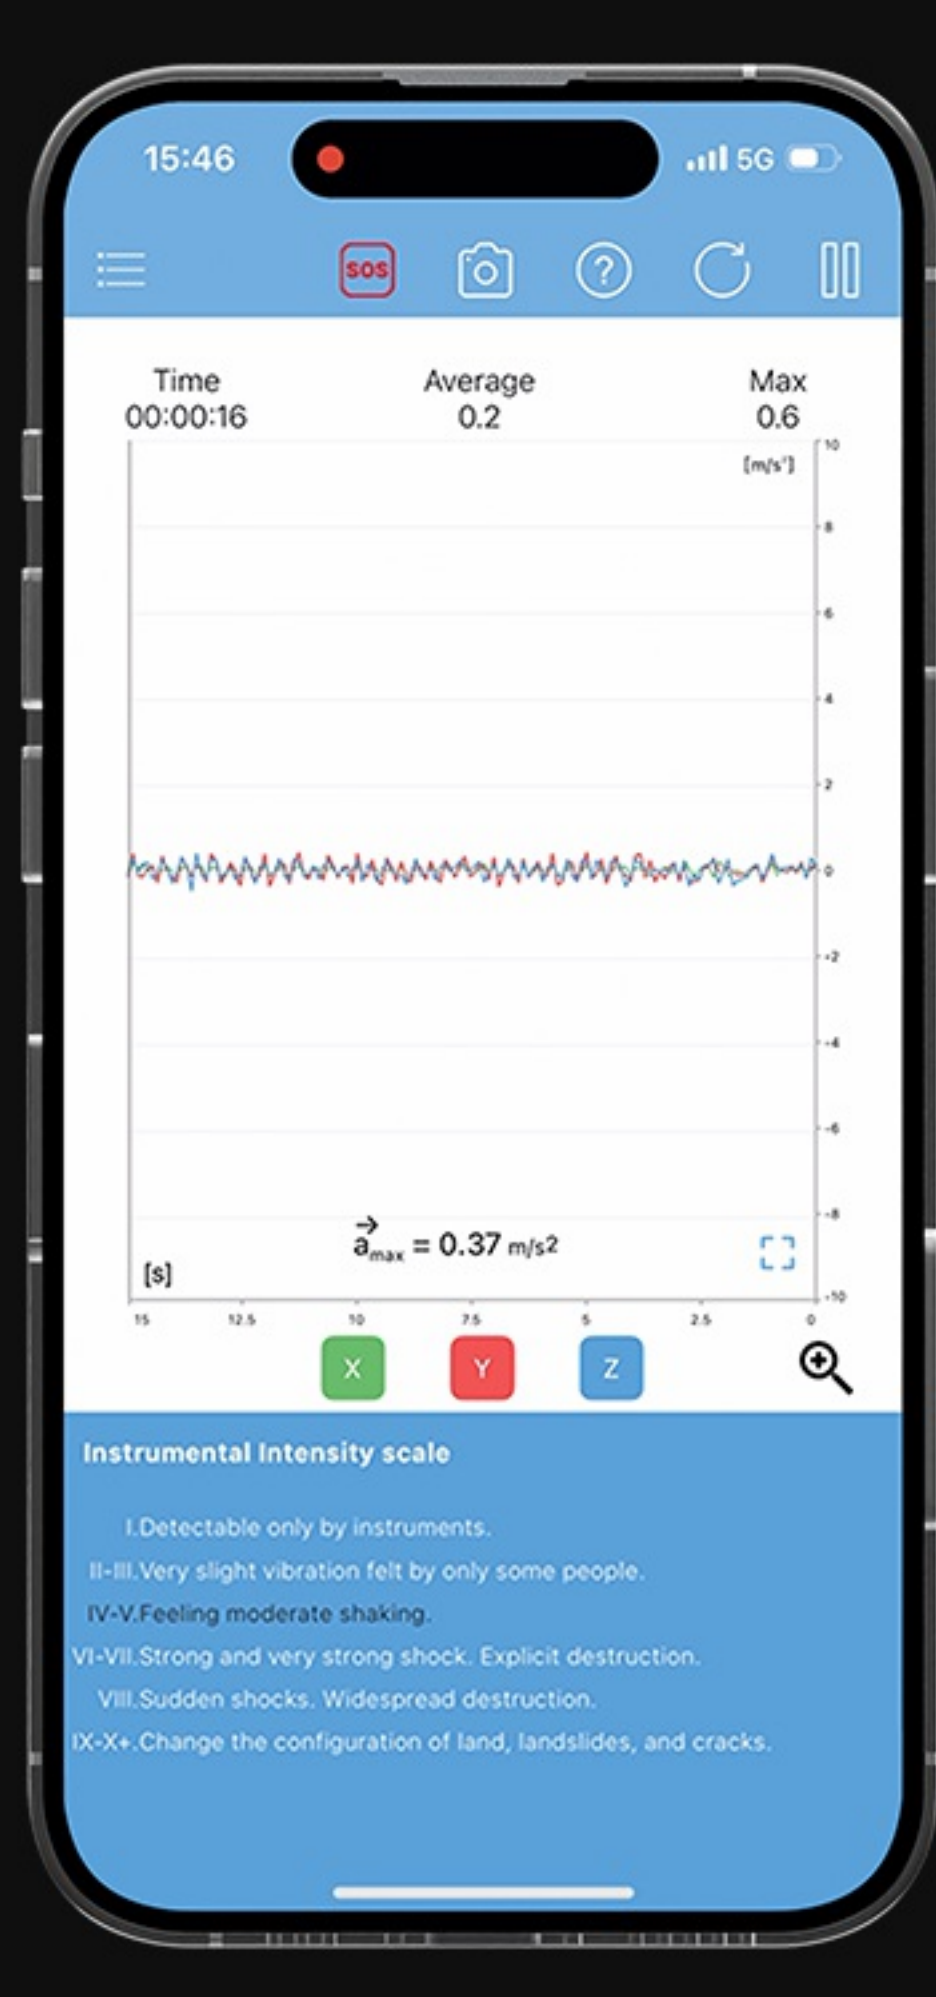 15:46 5G
SOS ?
Time Average Max
00:00:16 0.2 0.6
[m/s²]
10
8
6
4
2
0
-2
-4
-6
-8
-10
a→max = 0.37 m/s2
[s]
15 12.5 10 7.5 5 2.5 0
X Y Z
Instrumental Intensity scale
I.Detectable only by instruments.
II-III.Very slight vibration felt by only some people.
IV-V.Feeling moderate shaking.
VI-VII.Strong and very strong shock. Explicit destruction.
VIII.Sudden shocks. Widespread destruction.
IX-X+.Change the configuration of land, landslides, and cracks.